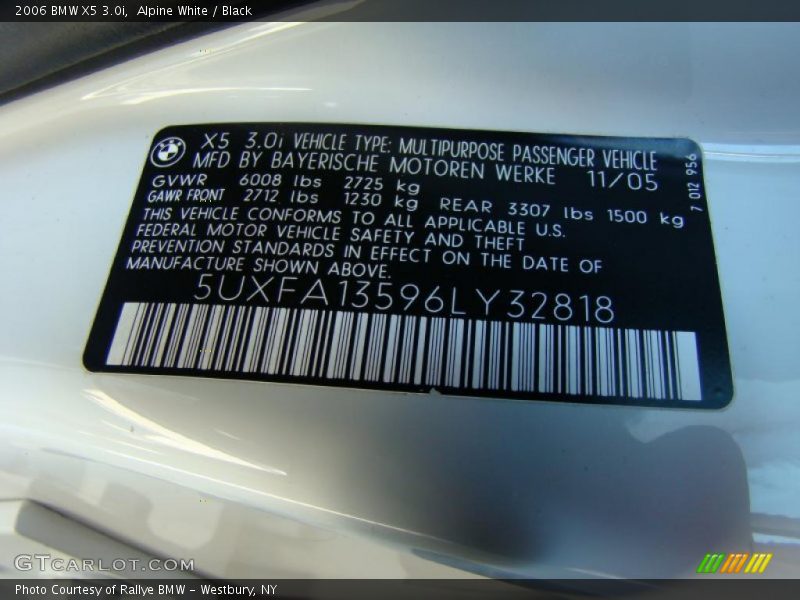 2006 BMW X5 3.0i, Alpine White / Black
BMW
X5 3.0i VEHICLE TYPE: MULTIPURPOSE PASSENGER VEHICLE
MFD BY BAYERISCHE MOTOREN WERKE 11/05
GVWR 6008 lbs 2725 kg
GAWR FRONT 2712 lbs 1230 kg REAR 3307 lbs 1500 kg
THIS VEHICLE CONFORMS TO ALL APPLICABLE U.S.
FEDERAL MOTOR VEHICLE SAFETY AND THEFT
PREVENTION STANDARDS IN EFFECT ON THE DATE OF
MANUFACTURE SHOWN ABOVE.
5UXFA13596LY32818
7 012 956
GTCARLOT.COM
Photo Courtesy of Rallye BMW - Westbury, NY